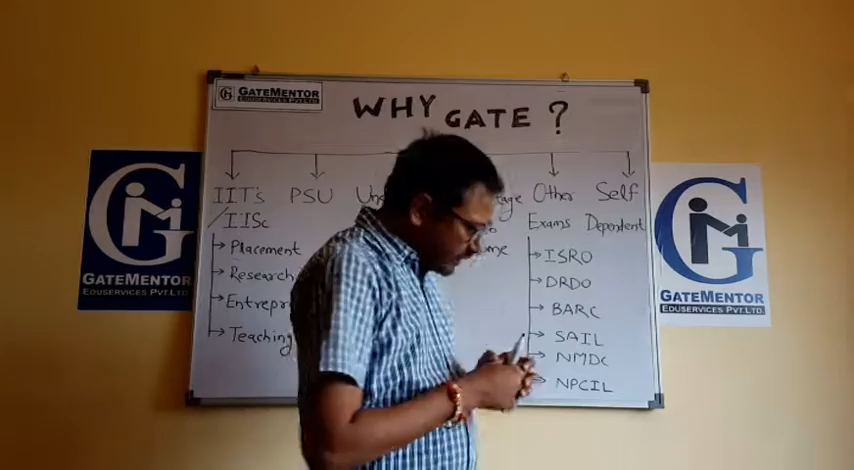 GATEMENTOR
EDUSERVICES PVT.LTD
WHY GATE ?
IIT's PSU Other Self
/IISc Exams Dependent
Placement ISRO
Research DRDO
BARC
Teaching SAIL
NMDC
NPCIL
GATEMENTOR
EDUSERVICES PVT.LTD
GATEMENTOR
EDUSERVICES PVT.LTD.